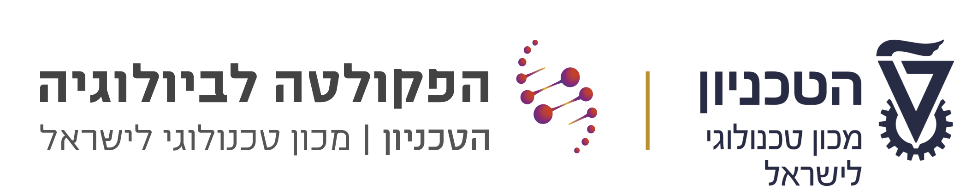 הטכניון
מכון טכנולוגי
לישראל
הפקולטה לביולוגיה
הטכניון | מכון טכנולוגי לישראל